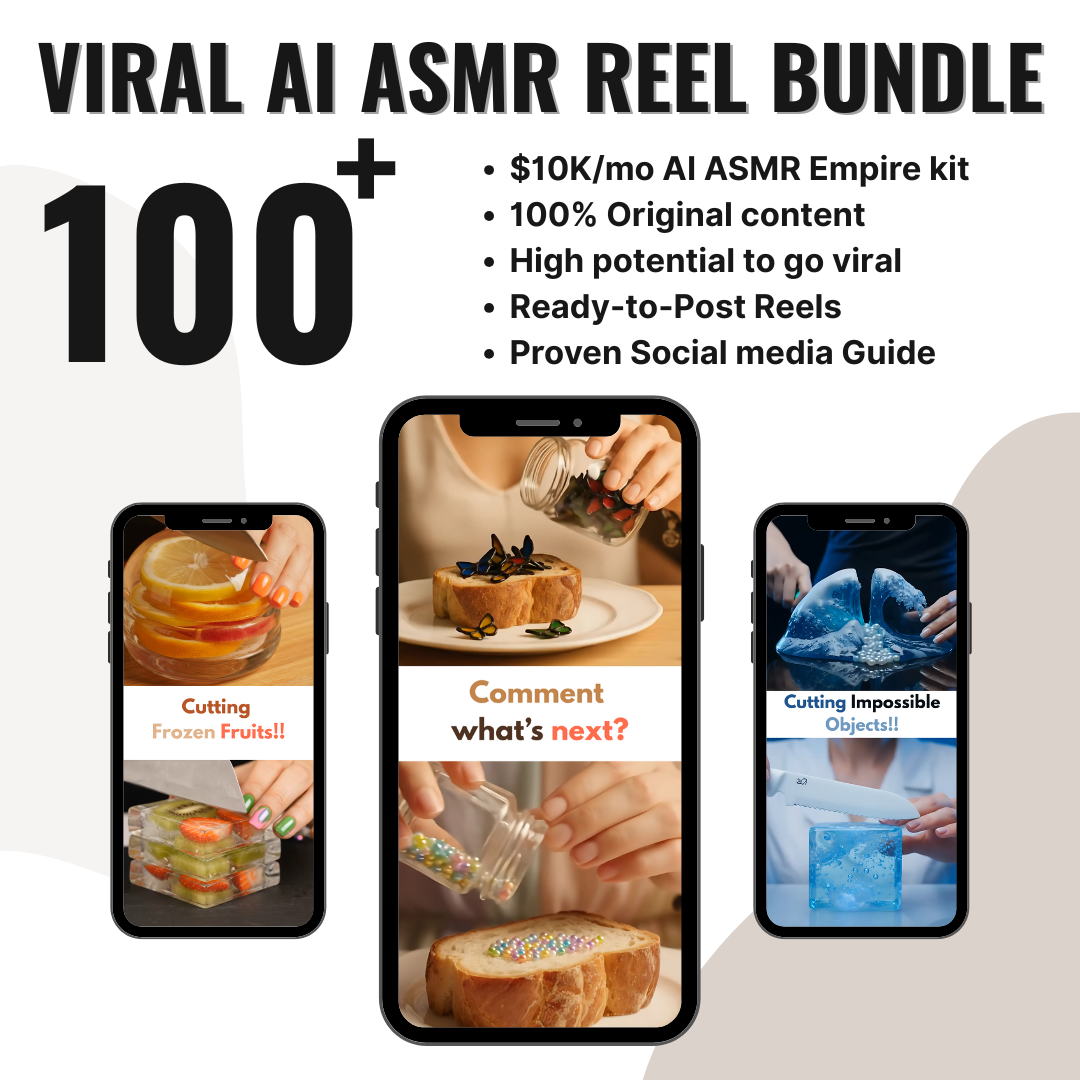 VIRAL AI ASMR REEL BUNDLE
100+
• $10K/mo AI ASMR Empire kit
• 100% Original content
• High potential to go viral
• Ready-to-Post Reels
• Proven Social media Guide
Comment
what's next?
Cutting
Frozen Fruits!!
Cutting Impossible
Objects!!